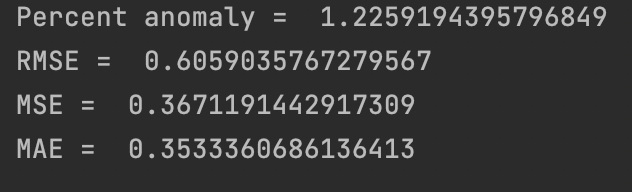 Percent anomaly =  1.2259194395796849
RMSE =  0.6059035767279567
MSE =  0.3671191442917309
MAE =  0.3533360686136413